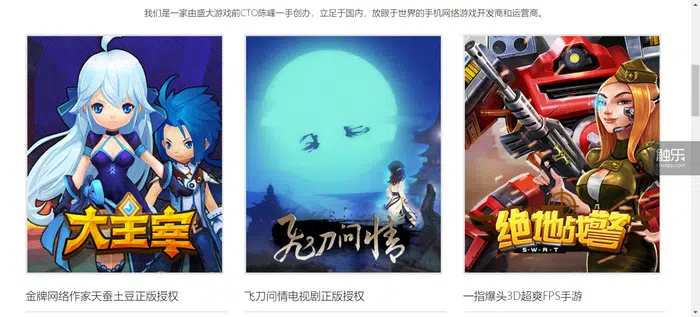 我们是一家由盛大游戏前CTO陈峰一手创办，立足于国内，放眼于世界的手机网络游戏开发商和运营商。
大主宰
飞刀问情
绝地战警
S.W.A.T
触乐
chuapp.com
金牌网络作家天蚕土豆正版授权
飞刀问情电视剧正版授权
一指爆头3D超爽FPS手游